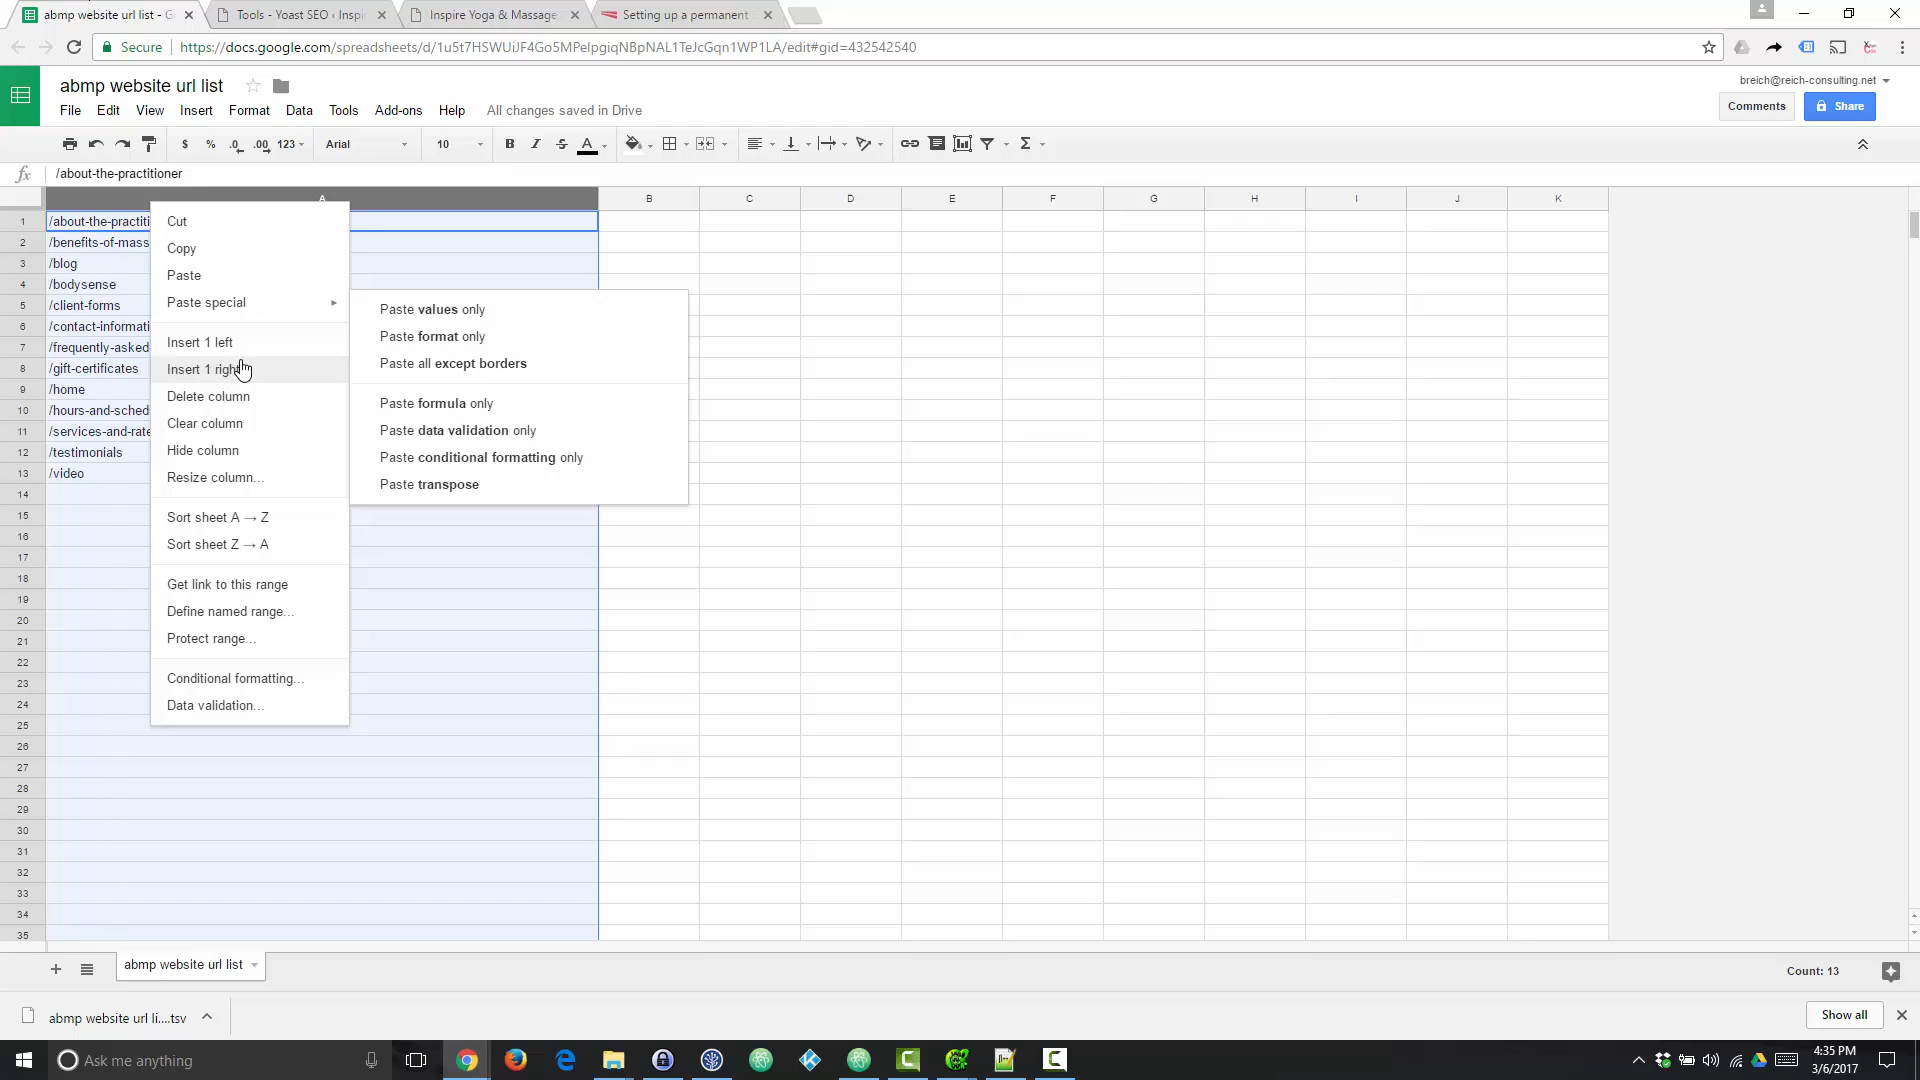 abmp website url list - G
Tools - Yoast SEO ‹ Inspi
Inspire Yoga & Massage
Setting up a permanent
Secure
https://docs.google.com/spreadsheets/d/1u5t7HSWUiJF4Go5MPelpgiqNBpNAL1TeJcGqn1WP1LA/edit#gid=432542540
abmp website url list
breich@reich-consulting.net
File Edit View Insert Format Data Tools Add-ons Help All changes saved in Drive
Comments
Share
$ % .0 .00 123 Arial 10 B I S A Σ
fx /about-the-practitioner
A B C D E F G H I J K
1 /about-the-practiti
2 /benefits-of-mass
3 /blog
4 /bodysense
5 /client-forms
6 /contact-informati
7 /frequently-asked
8 /gift-certificates
9 /home
10 /hours-and-sched
11 /services-and-rate
12 /testimonials
13 /video
14
15
16
17
18
19
20
21
22
23
24
25
26
27
28
29
30
31
32
33
34
35
Cut
Copy
Paste
Paste special
Insert 1 left
Insert 1 right
Delete column
Clear column
Hide column
Resize column...
Sort sheet A → Z
Sort sheet Z → A
Get link to this range
Define named range...
Protect range...
Conditional formatting...
Data validation...
Paste values only
Paste format only
Paste all except borders
Paste formula only
Paste data validation only
Paste conditional formatting only
Paste transpose
abmp website url list
Count: 13
abmp website url li....tsv
Show all
Ask me anything
4:35 PM
3/6/2017